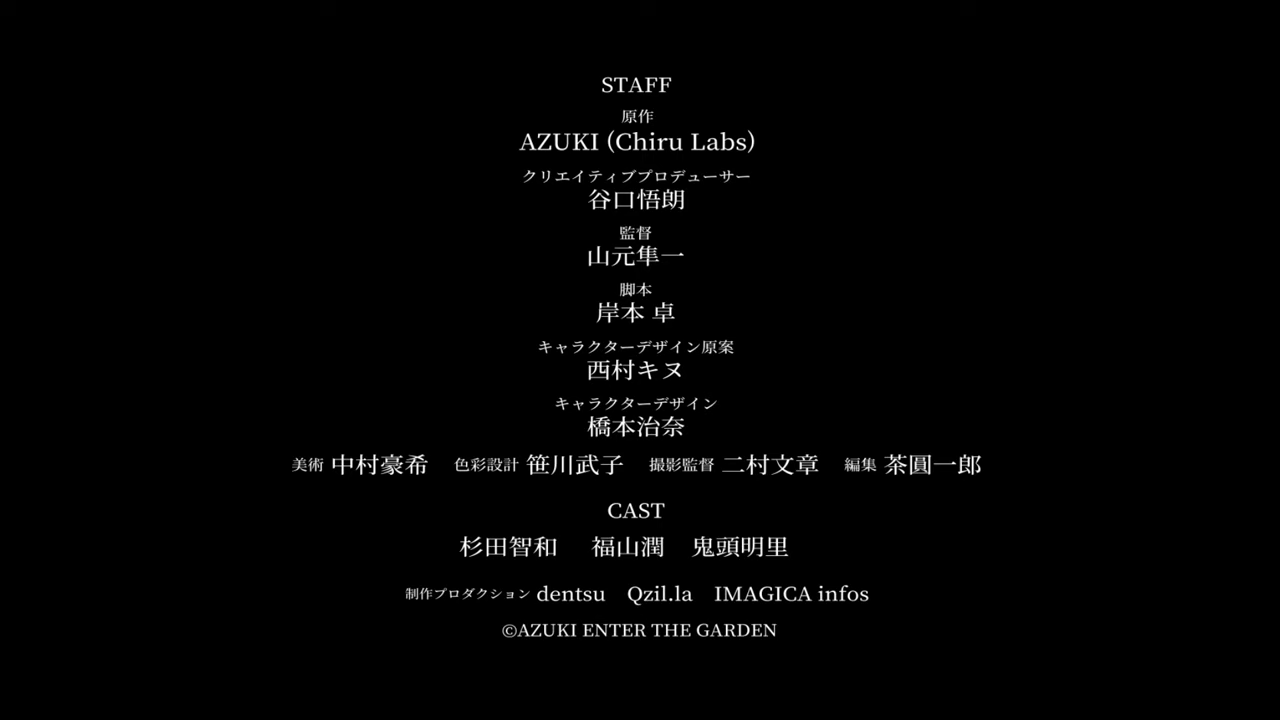 STAFF
原作
AZUKI (Chiru Labs)
クリエイティブプロデューサー
谷口悟朗
監督
山元隼一
脚本
岸本 卓
キャラクターデザイン原案
西村キヌ
キャラクターデザイン
橋本治奈
美術 中村豪希 色彩設計 笹川武子 撮影監督 二村文章 編集 茶圓一郎
CAST
杉田智和 福山潤 鬼頭明里
制作プロダクション dentsu Qzil.la IMAGICA infos
©AZUKI ENTER THE GARDEN